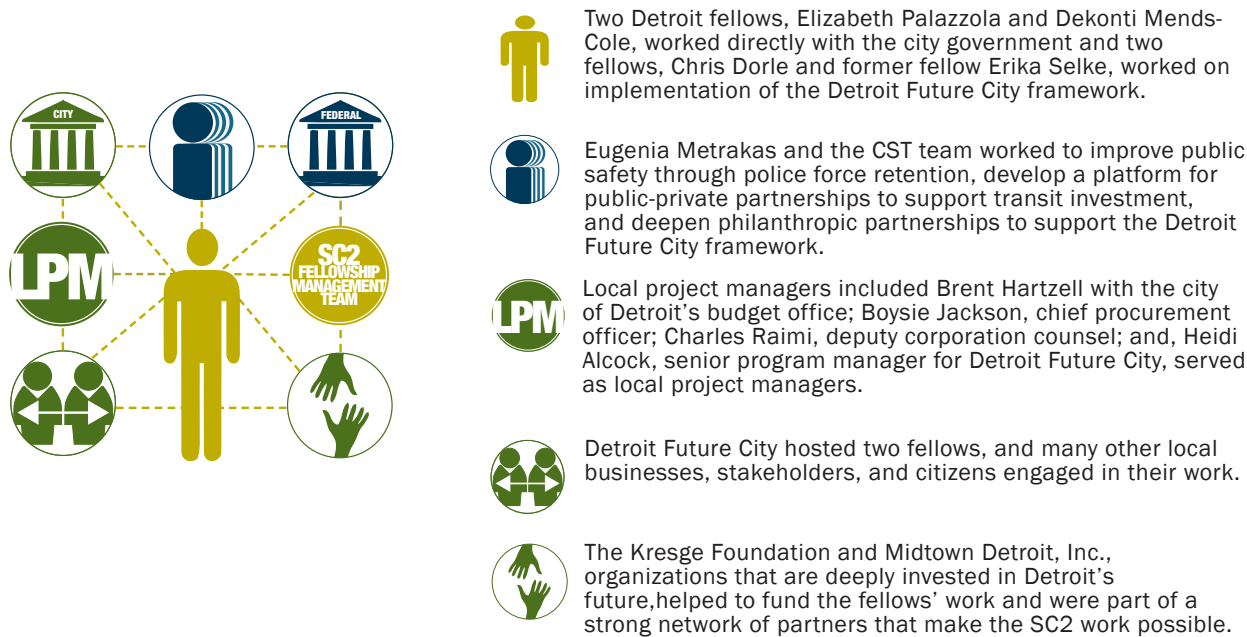 CITY
FEDERAL
LPM
SC2
FELLOWSHIP
MANAGEMENT
TEAM
Two Detroit fellows, Elizabeth Palazzola and Dekonti Mends-
Cole, worked directly with the city government and two
fellows, Chris Dorle and former fellow Erika Selke, worked on
implementation of the Detroit Future City framework.
Eugenia Metrakas and the CST team worked to improve public
safety through police force retention, develop a platform for
public-private partnerships to support transit investment,
and deepen philanthropic partnerships to support the Detroit
Future City framework.
LPM
Local project managers included Brent Hartzell with the city
of Detroit's budget office; Boysie Jackson, chief procurement
officer; Charles Raimi, deputy corporation counsel; and, Heidi
Alcock, senior program manager for Detroit Future City, served
as local project managers.
Detroit Future City hosted two fellows, and many other local
businesses, stakeholders, and citizens engaged in their work.
The Kresge Foundation and Midtown Detroit, Inc.,
organizations that are deeply invested in Detroit's
future,helped to fund the fellows' work and were part of a
strong network of partners that make the SC2 work possible.